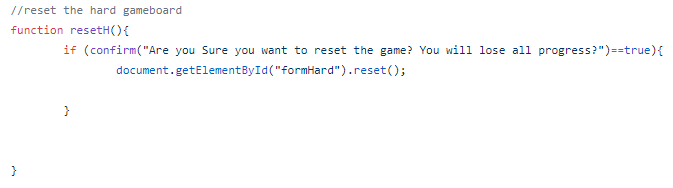 //reset the hard gameboard
function resetH(){
if (confirm("Are you Sure you want to reset the game? You will lose all progress?")==true){
document.getElementById("formHard").reset();
}
}